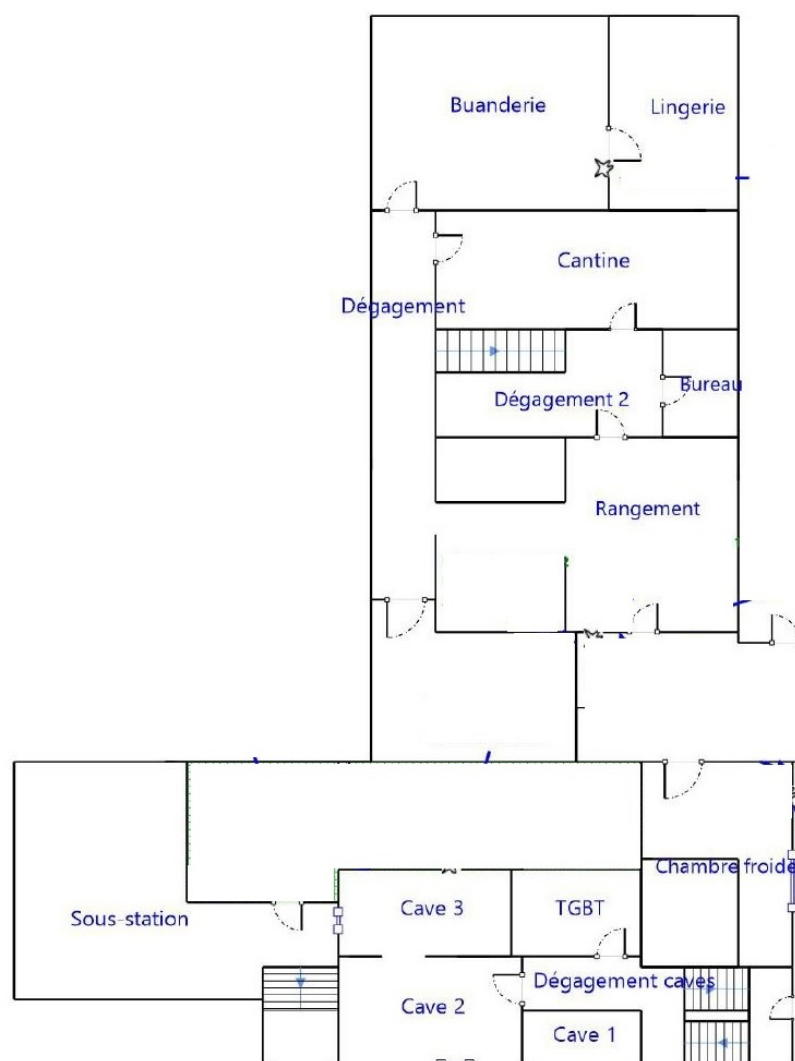 Buanderie
Lingerie
Cantine
Dégagement
Bureau
Dégagement 2
Rangement
Chambre froide
Cave 3
TGBT
Sous-station
Dégagement caves
Cave 2
Cave 1